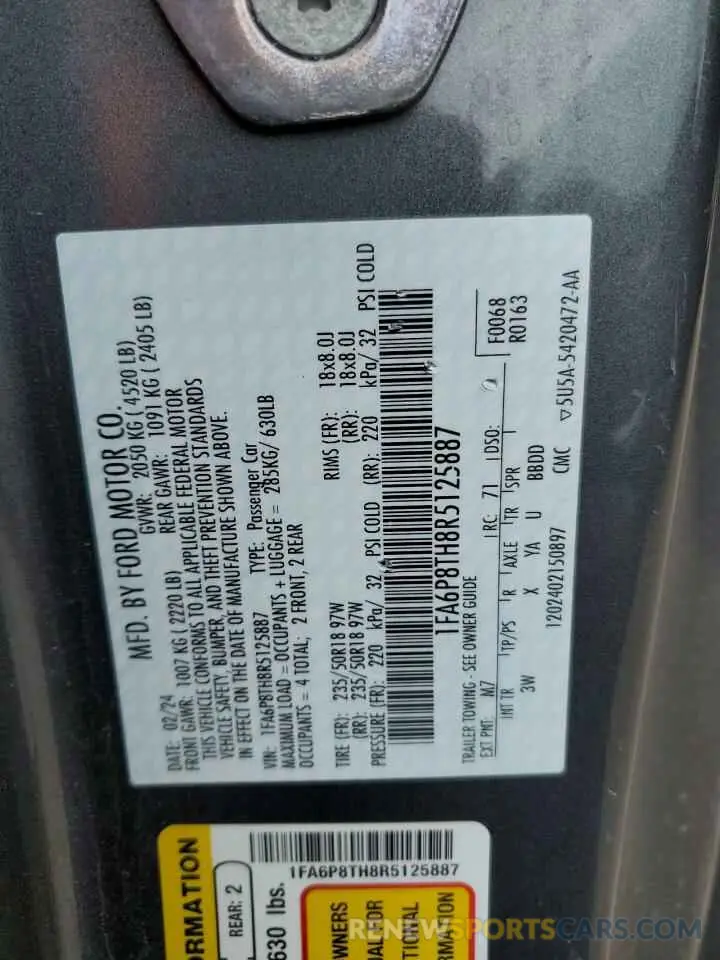 MFD. BY FORD MOTOR CO.
DATE: 02/24 GVWR: 2050 KG ( 4520 LB)
FRONT GAWR: 1007 KG ( 2220 LB) REAR GAWR: 1091 KG ( 2405 LB)
THIS VEHICLE CONFORMS TO ALL APPLICABLE FEDERAL MOTOR
VEHICLE SAFETY, BUMPER, AND THEFT PREVENTION STANDARDS
IN EFFECT ON THE DATE OF MANUFACTURE SHOWN ABOVE.
VIN: 1FA6P8TH8R5125887 TYPE: Passenger Car
MAXIMUM LOAD = OCCUPANTS + LUGGAGE = 285KG/ 630LB
OCCUPANTS = 4 TOTAL; 2 FRONT, 2 REAR
TIRE (FR): 235/50R18 97W RIMS (FR): 18x8.0J
(RR): 235/50R18 97W (RR): 18x8.0J
PRESSURE (FR): 220 kPa/ 32 PSI COLD (RR): 220 kPa/ 32 PSI COLD
1FA6P8TH8R5125887
TRAILER TOWING - SEE OWNER GUIDE
EXT PNT: M7 RC: 71 DSO: F0068
R0163
INT TR TP/PS R AXLE TR SPR
3W X YA U BBDD
1202402150897 CMC 5U5A-5420472-AA
1FA6P8TH8R5125887
REAR: 2
630 lbs.
RENEWSPORTSCARS.COM